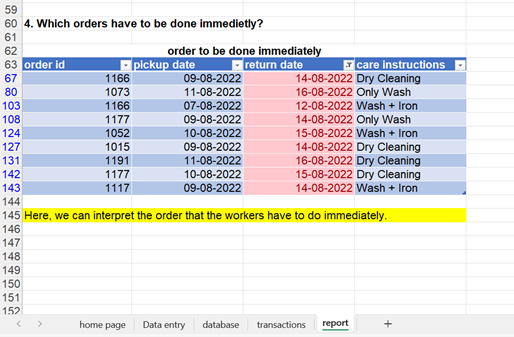 59
60 4. Which orders have to be done immedietly?
61
62 order to be done immediately
63 order id pickup date return date care instructions
67 1166 09-08-2022 14-08-2022 Dry Cleaning
80 1073 11-08-2022 16-08-2022 Only Wash
103 1166 07-08-2022 12-08-2022 Wash + Iron
108 1177 09-08-2022 14-08-2022 Only Wash
124 1052 10-08-2022 15-08-2022 Wash + Iron
127 1015 09-08-2022 14-08-2022 Dry Cleaning
131 1191 11-08-2022 16-08-2022 Dry Cleaning
142 1177 10-08-2022 15-08-2022 Dry Cleaning
143 1117 09-08-2022 14-08-2022 Wash + Iron
144
145 Here, we can interpret the order that the workers have to do immediately.
146
147
148
149
150
151
152
home page Data entry database transactions report +